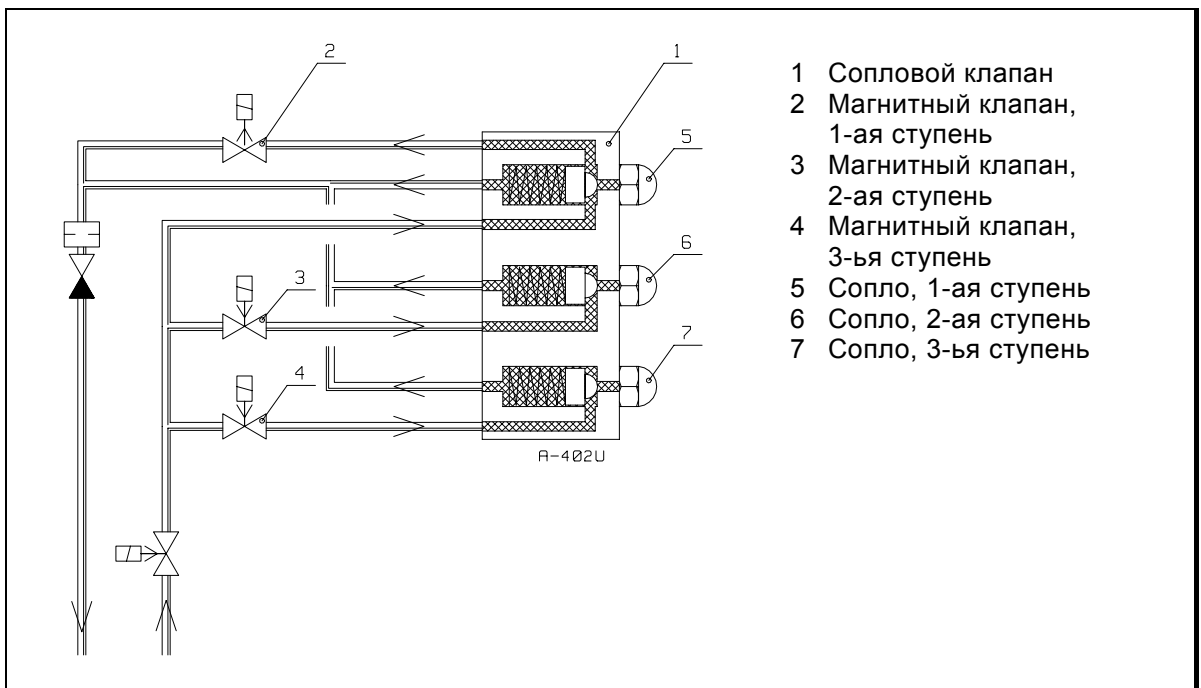 2
1
5
3
6
4
7
A-402U
1 Сопловой клапан
2 Магнитный клапан,
1-ая ступень
3 Магнитный клапан,
2-ая ступень
4 Магнитный клапан,
3-ья ступень
5 Сопло, 1-ая ступень
6 Сопло, 2-ая ступень
7 Сопло, 3-ья ступень